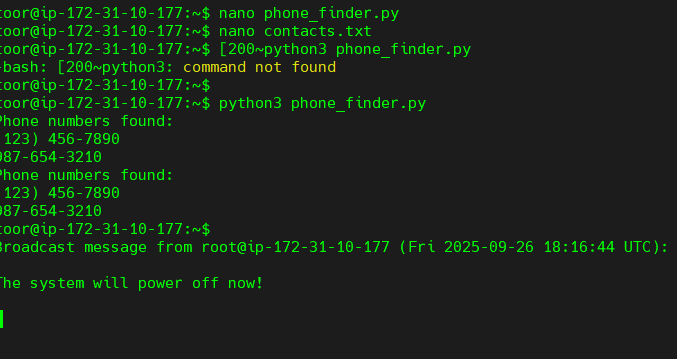 toor@ip-172-31-10-177:~$ nano phone_finder.py
toor@ip-172-31-10-177:~$ nano contacts.txt
toor@ip-172-31-10-177:~$ [200~python3 phone_finder.py
-bash: [200~python3: command not found
toor@ip-172-31-10-177:~$
toor@ip-172-31-10-177:~$ python3 phone_finder.py
Phone numbers found:
123) 456-7890
987-654-3210
Phone numbers found:
123) 456-7890
987-654-3210
toor@ip-172-31-10-177:~$
Broadcast message from root@ip-172-31-10-177 (Fri 2025-09-26 18:16:44 UTC):
The system will power off now!